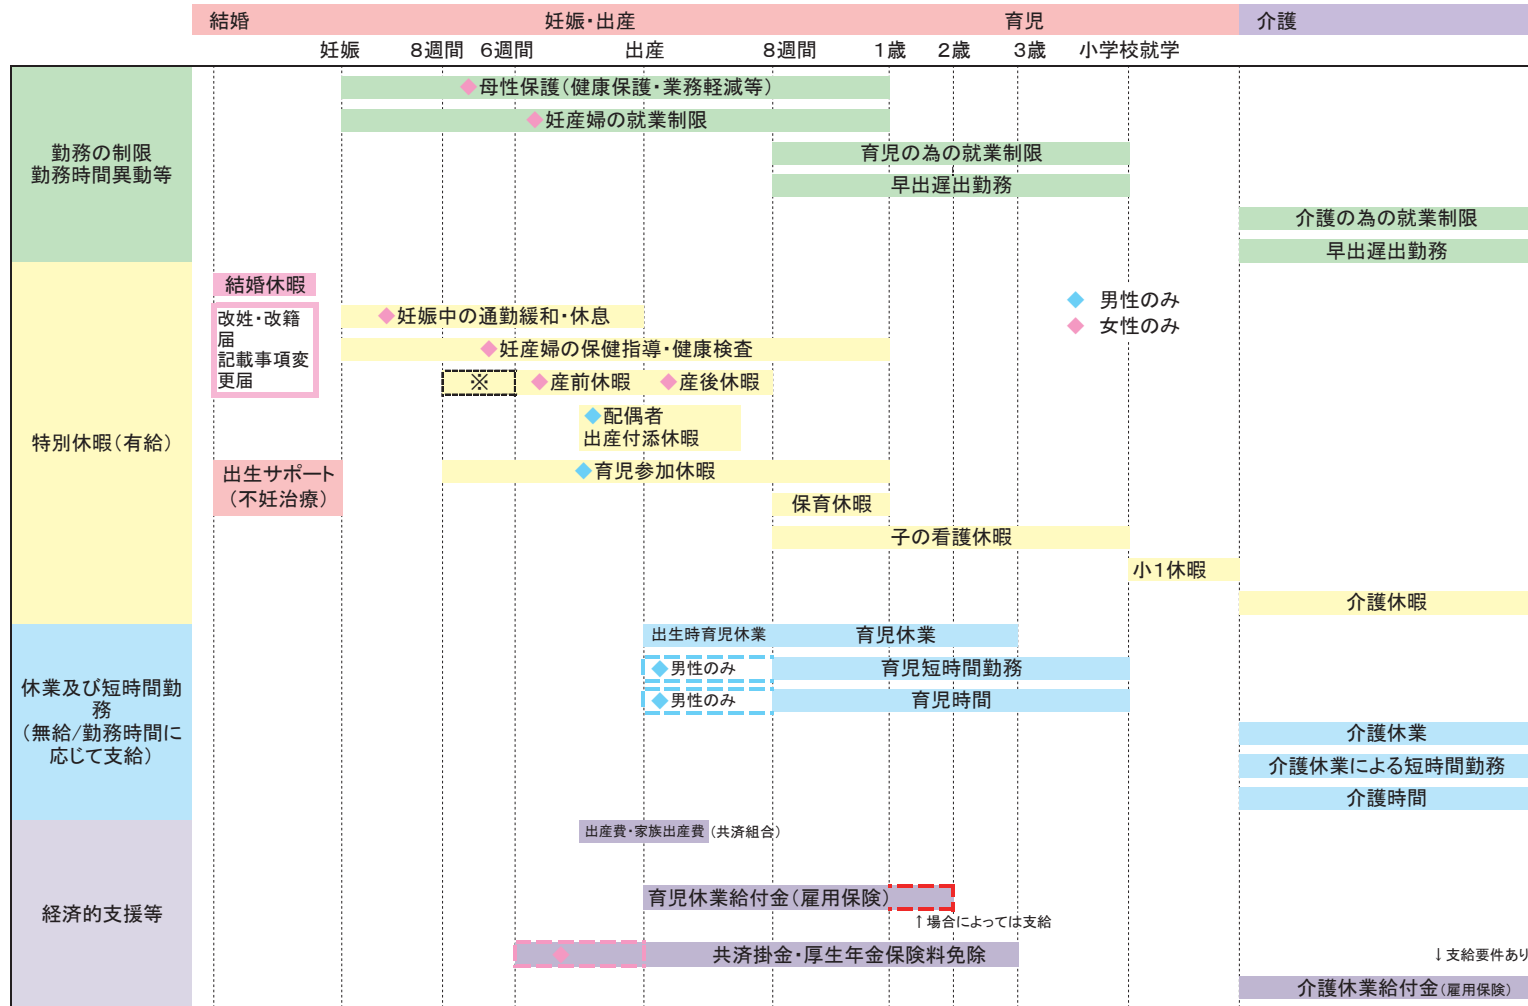 結婚 妊娠・出産 育児 介護
妊娠 8週間 6週間 出産 8週間 1歳 2歳 3歳 小学校就学
勤務の制限
勤務時間異動等
母性保護(健康保護・業務軽減等)
妊産婦の就業制限
育児の為の就業制限
早出遅出勤務
介護の為の就業制限
早出遅出勤務
特別休暇(有給)
結婚休暇
改姓・改籍
届
記載事項変
更届
男性のみ
女性のみ
妊娠中の通勤緩和・休息
妊産婦の保健指導・健康検査
※ 産前休暇 産後休暇
配偶者
出産付添休暇
出生サポート
(不妊治療)
育児参加休暇
保育休暇
子の看護休暇
小1休暇
介護休暇
休業及び短時間勤
務
(無給/勤務時間に
応じて支給)
出生時育児休業 育児休業
男性のみ 育児短時間勤務
男性のみ 育児時間
介護休業
介護休業による短時間勤務
介護時間
経済的支援等
出産費・家族出産費 (共済組合)
育児休業給付金(雇用保険)
↑場合によっては支給
共済掛金・厚生年金保険料免除
↓支給要件あり
介護休業給付金(雇用保険)